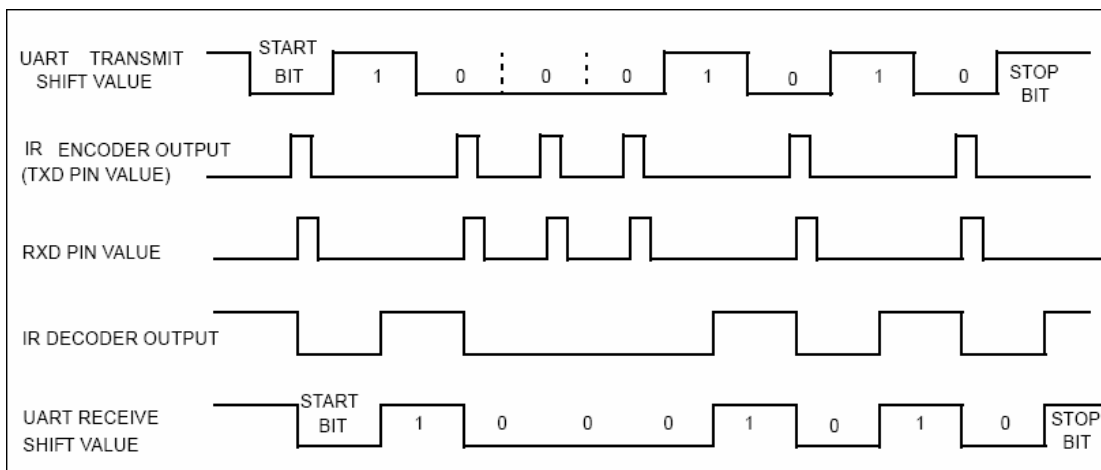 UART TRANSMIT
SHIFT VALUE
START
BIT
1 0 0 0 1 0 1 0
STOP
BIT
IR ENCODER OUTPUT
(TXD PIN VALUE)
RXD PIN VALUE
IR DECODER OUTPUT
UART RECEIVE
SHIFT VALUE
START
BIT
1 0 0 0 1 0 1 0
STOP
BIT